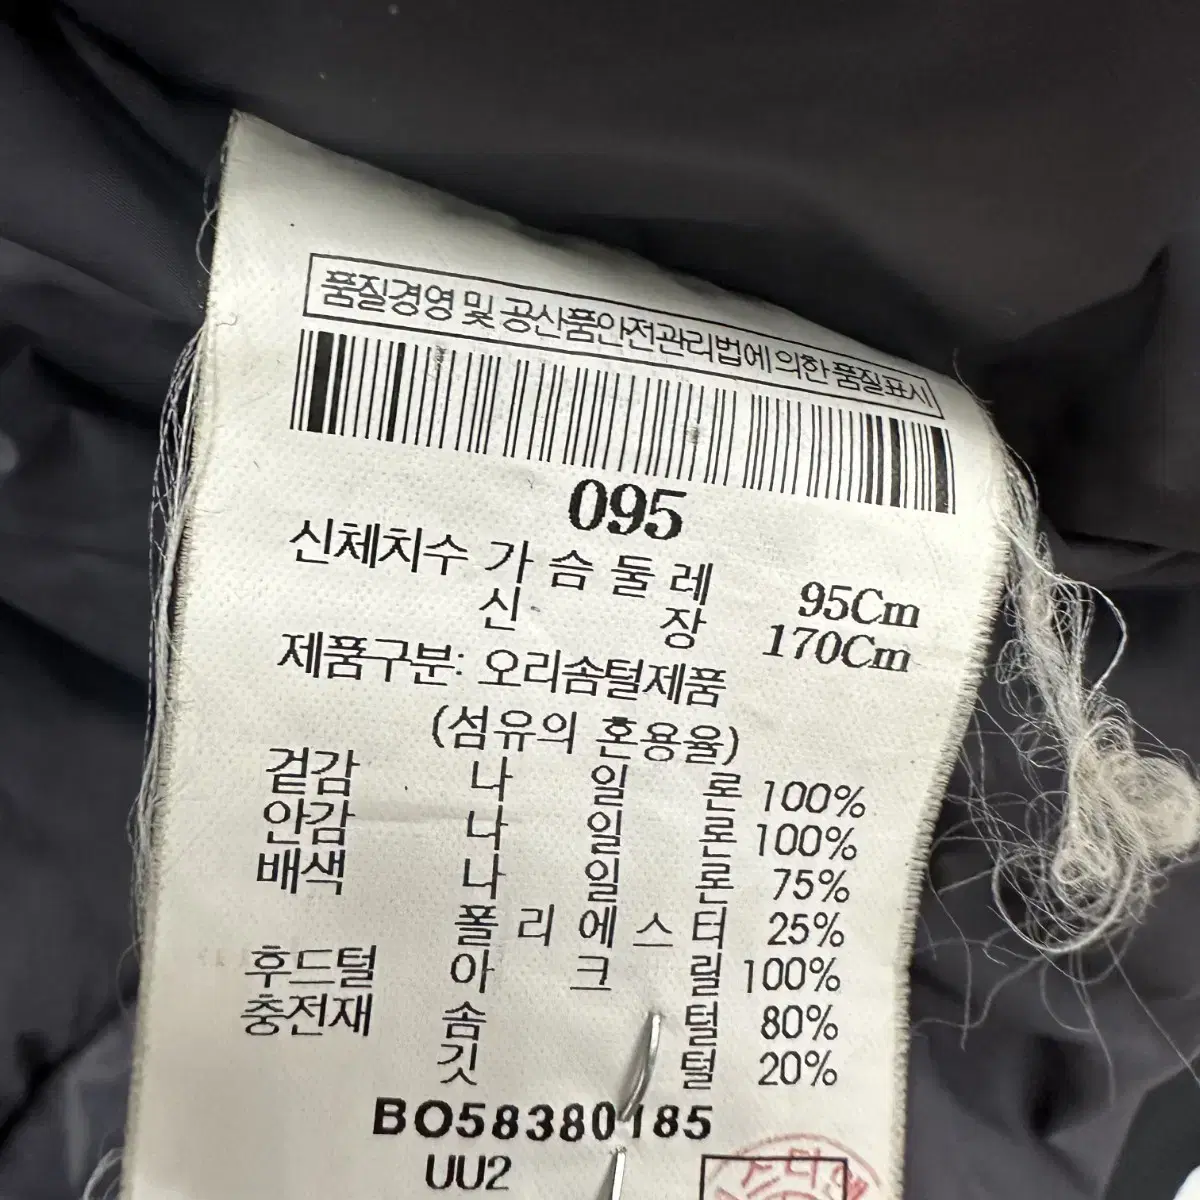 품질경영 및 공산품안전관리법에 의한 품질표시
095
신체치수 가 슴 둘 레 95Cm
신 장 170Cm
제품구분: 오리솜털제품
(섬유의 혼용율)
겉감 나 일 론 100%
안감 나 일 론 100%
배색 나 일 론 75%
폴 리 에 스 터 25%
후드털 아 크 릴 100%
충전재 솜 털 80%
깃 털 20%
BO58380185
UU2